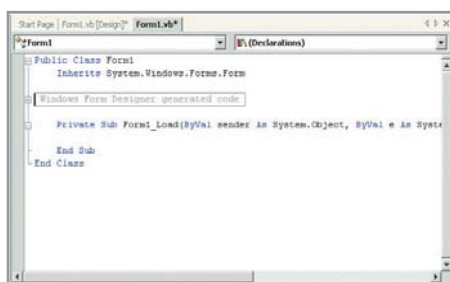 Start Page | Form1.vb [Design]* | Form1.vb*
Form1 (Declarations)
Public Class Form1
Inherits System.Windows.Forms.Form
Windows Form Designer generated code
Private Sub Form1_Load(ByVal sender As System.Object, ByVal e As Syste
End Sub
End Class